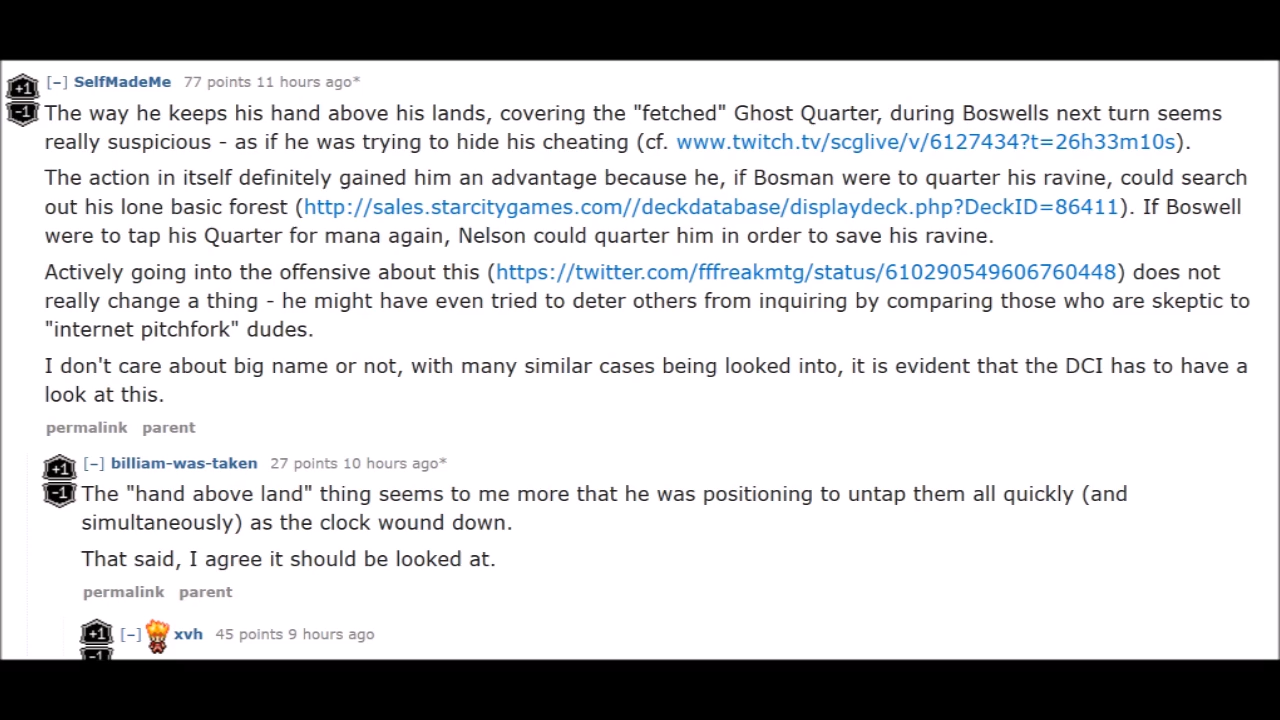 [–] SelfMadeMe 77 points 11 hours ago*
+1
-1
The way he keeps his hand above his lands, covering the "fetched" Ghost Quarter, during Boswells next turn seems
really suspicious - as if he was trying to hide his cheating (cf. www.twitch.tv/scglive/v/6127434?t=26h33m10s).
The action in itself definitely gained him an advantage because he, if Bosman were to quarter his ravine, could search
out his lone basic forest (http://sales.starcitygames.com//deckdatabase/displaydeck.php?DeckID=86411). If Boswell
were to tap his Quarter for mana again, Nelson could quarter him in order to save his ravine.
Actively going into the offensive about this (https://twitter.com/fffreakmtg/status/610290549606760448) does not
really change a thing - he might have even tried to deter others from inquiring by comparing those who are skeptic to
"internet pitchfork" dudes.
I don't care about big name or not, with many similar cases being looked into, it is evident that the DCI has to have a
look at this.
permalink parent
+1
[–] billiam-was-taken 27 points 10 hours ago*
-1
The "hand above land" thing seems to me more that he was positioning to untap them all quickly (and
simultaneously) as the clock wound down.
That said, I agree it should be looked at.
permalink parent
+1
[–] xvh 45 points 9 hours ago
-1